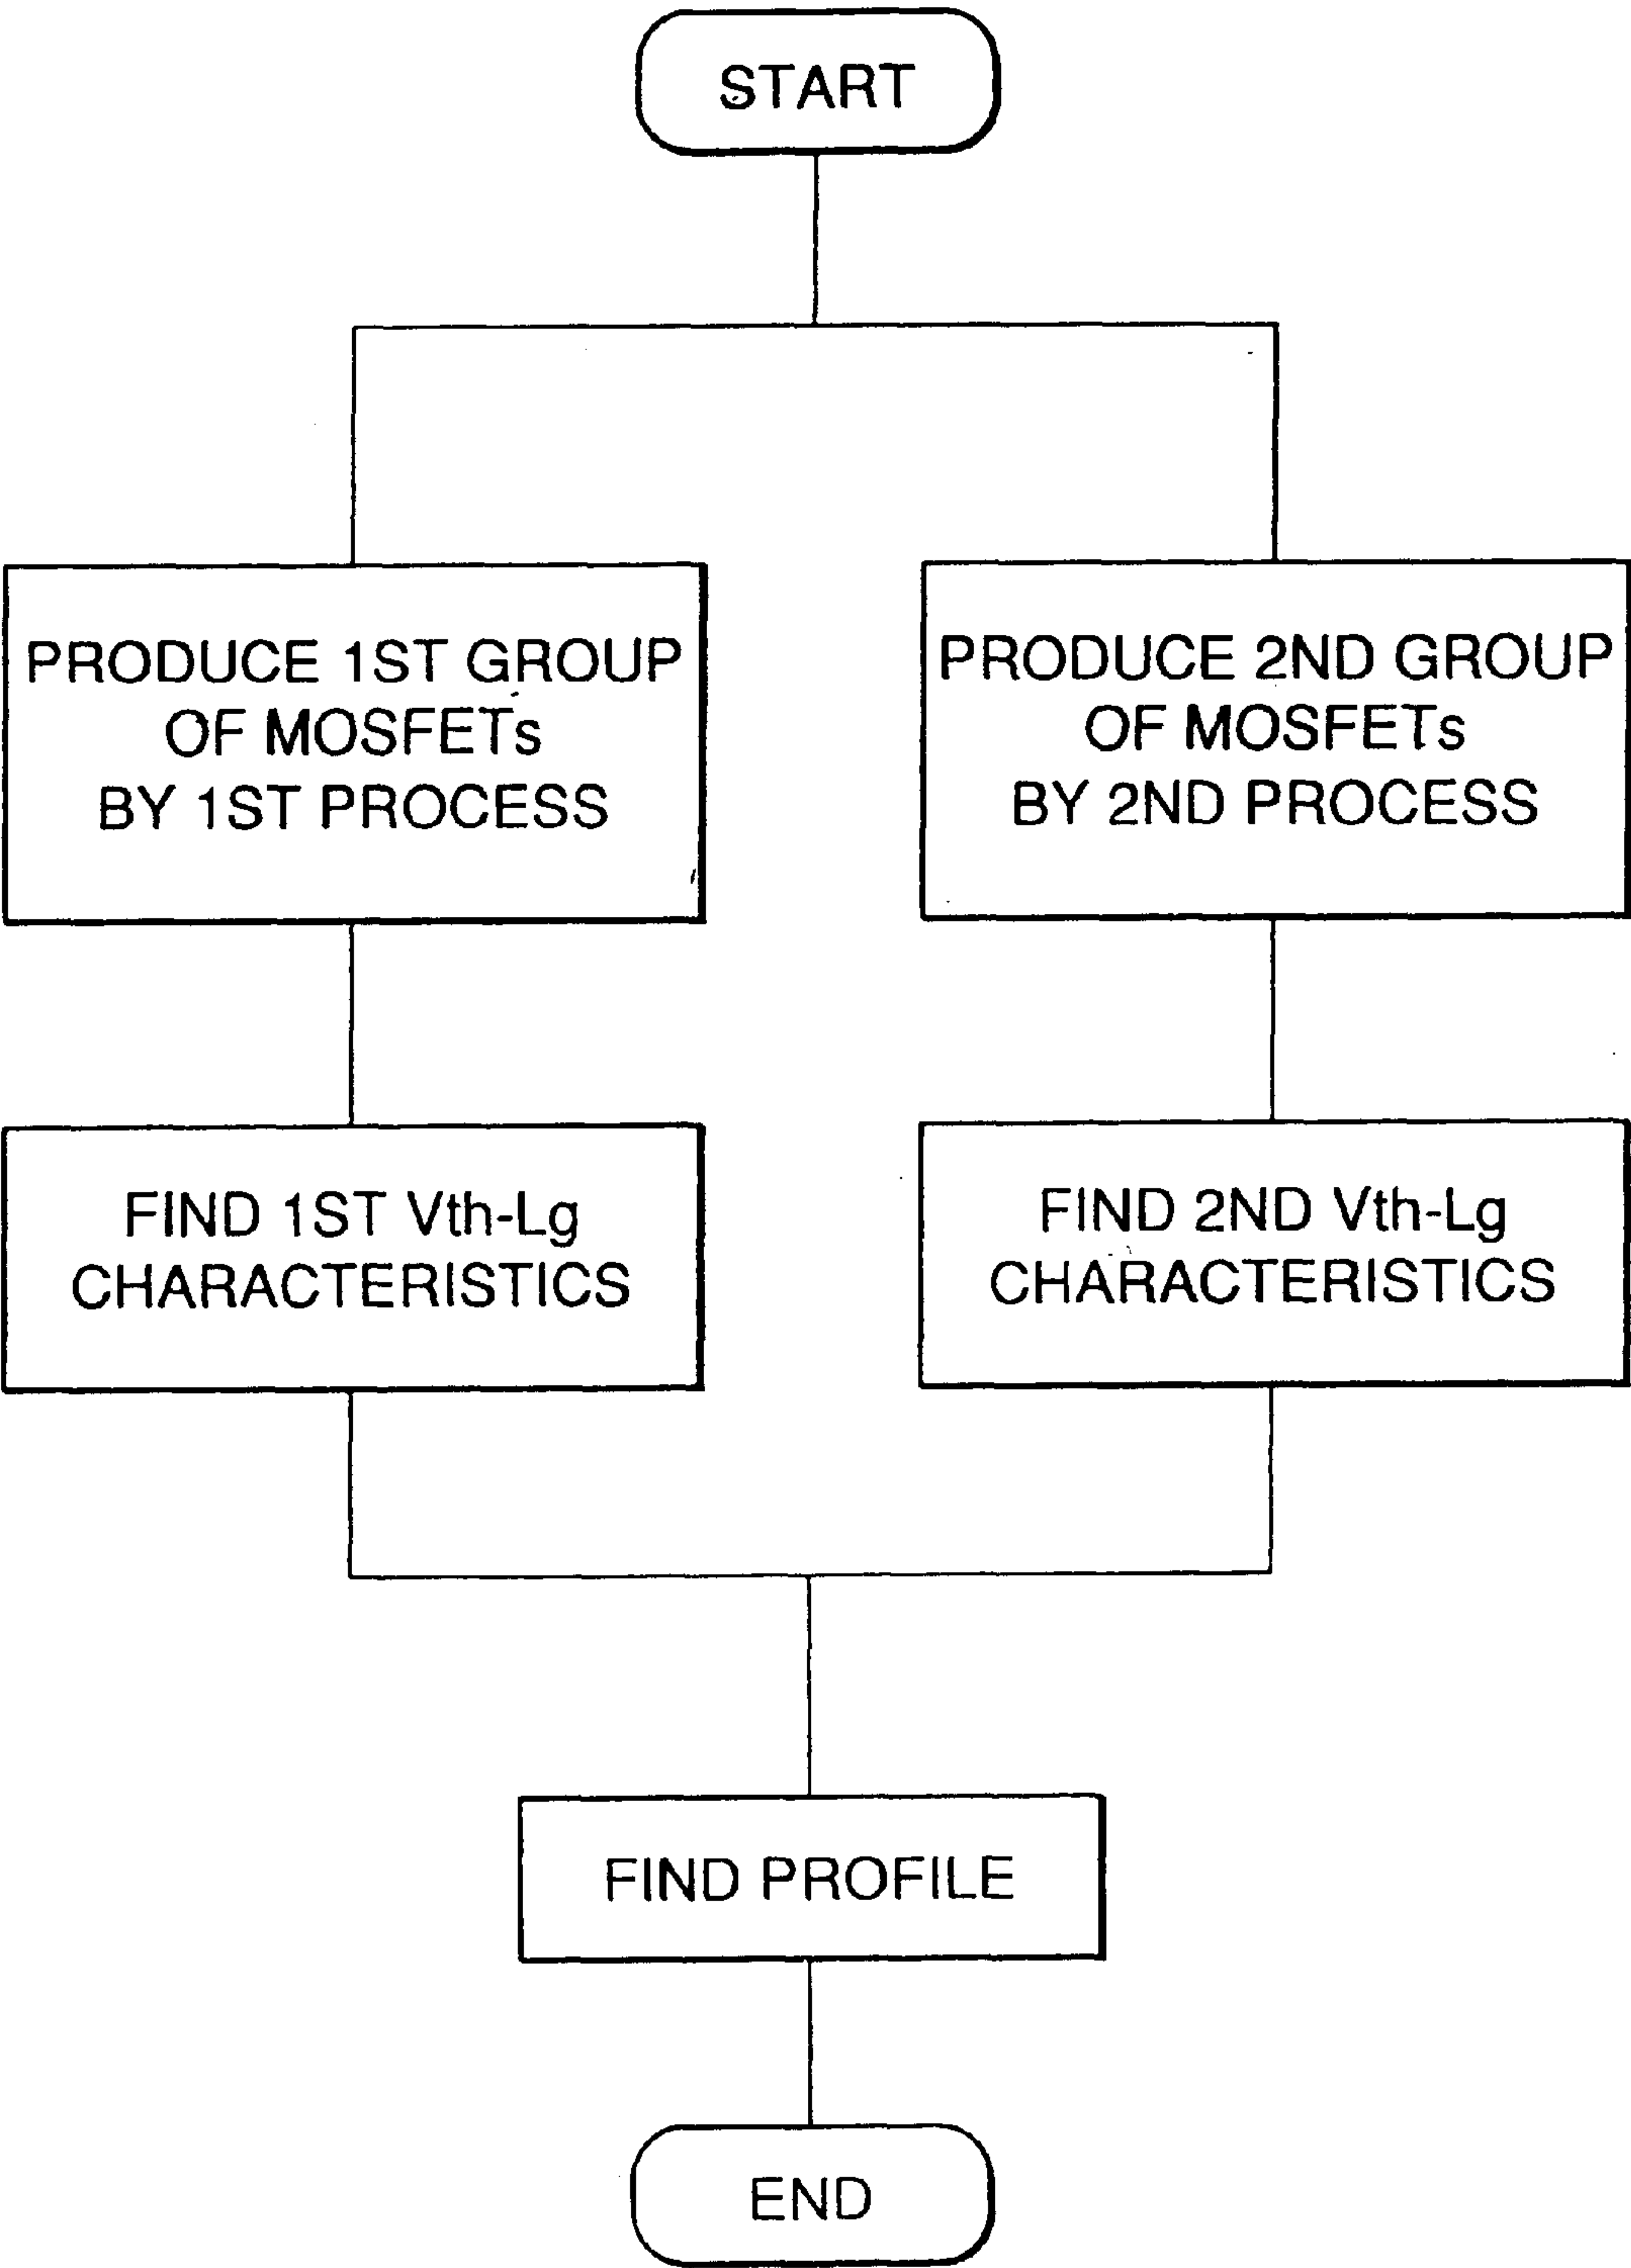 START
PRODUCE 1ST GROUP
OF MOSFETs
BY 1ST PROCESS
PRODUCE 2ND GROUP
OF MOSFETs
BY 2ND PROCESS
FIND 1ST Vth-Lg
CHARACTERISTICS
FIND 2ND Vth-Lg
CHARACTERISTICS
FIND PROFILE
END